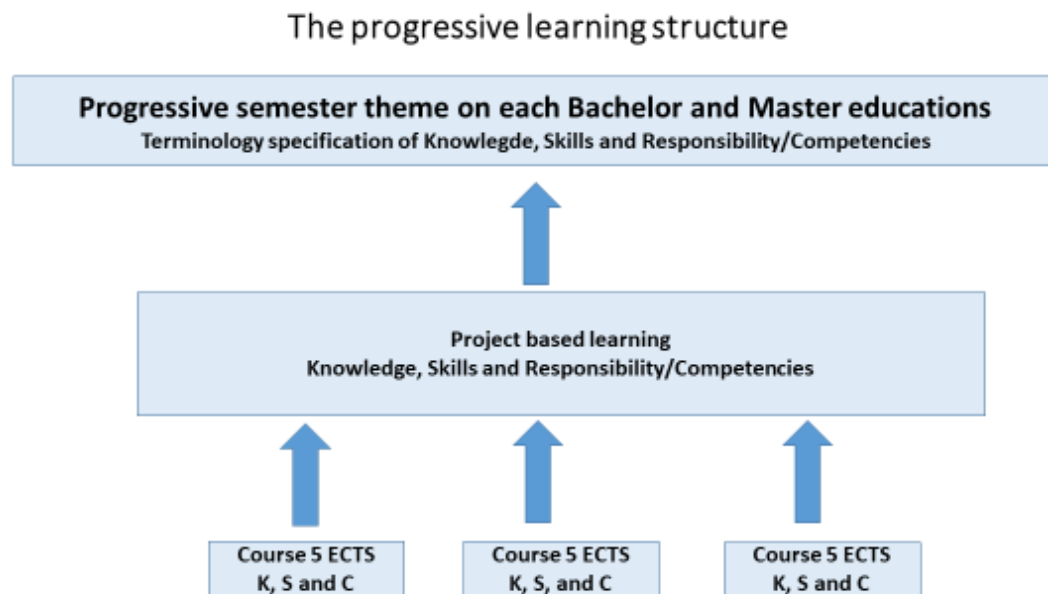 The progressive learning structure
Progressive semester theme on each Bachelor and Master educations
Terminology specification of Knowlegde, Skills and Responsibility/Competencies
Project based learning
Knowledge, Skills and Responsibility/Competencies
Course 5 ECTS
K, S and C
Course 5 ECTS
K, S, and C
Course 5 ECTS
K, S and C